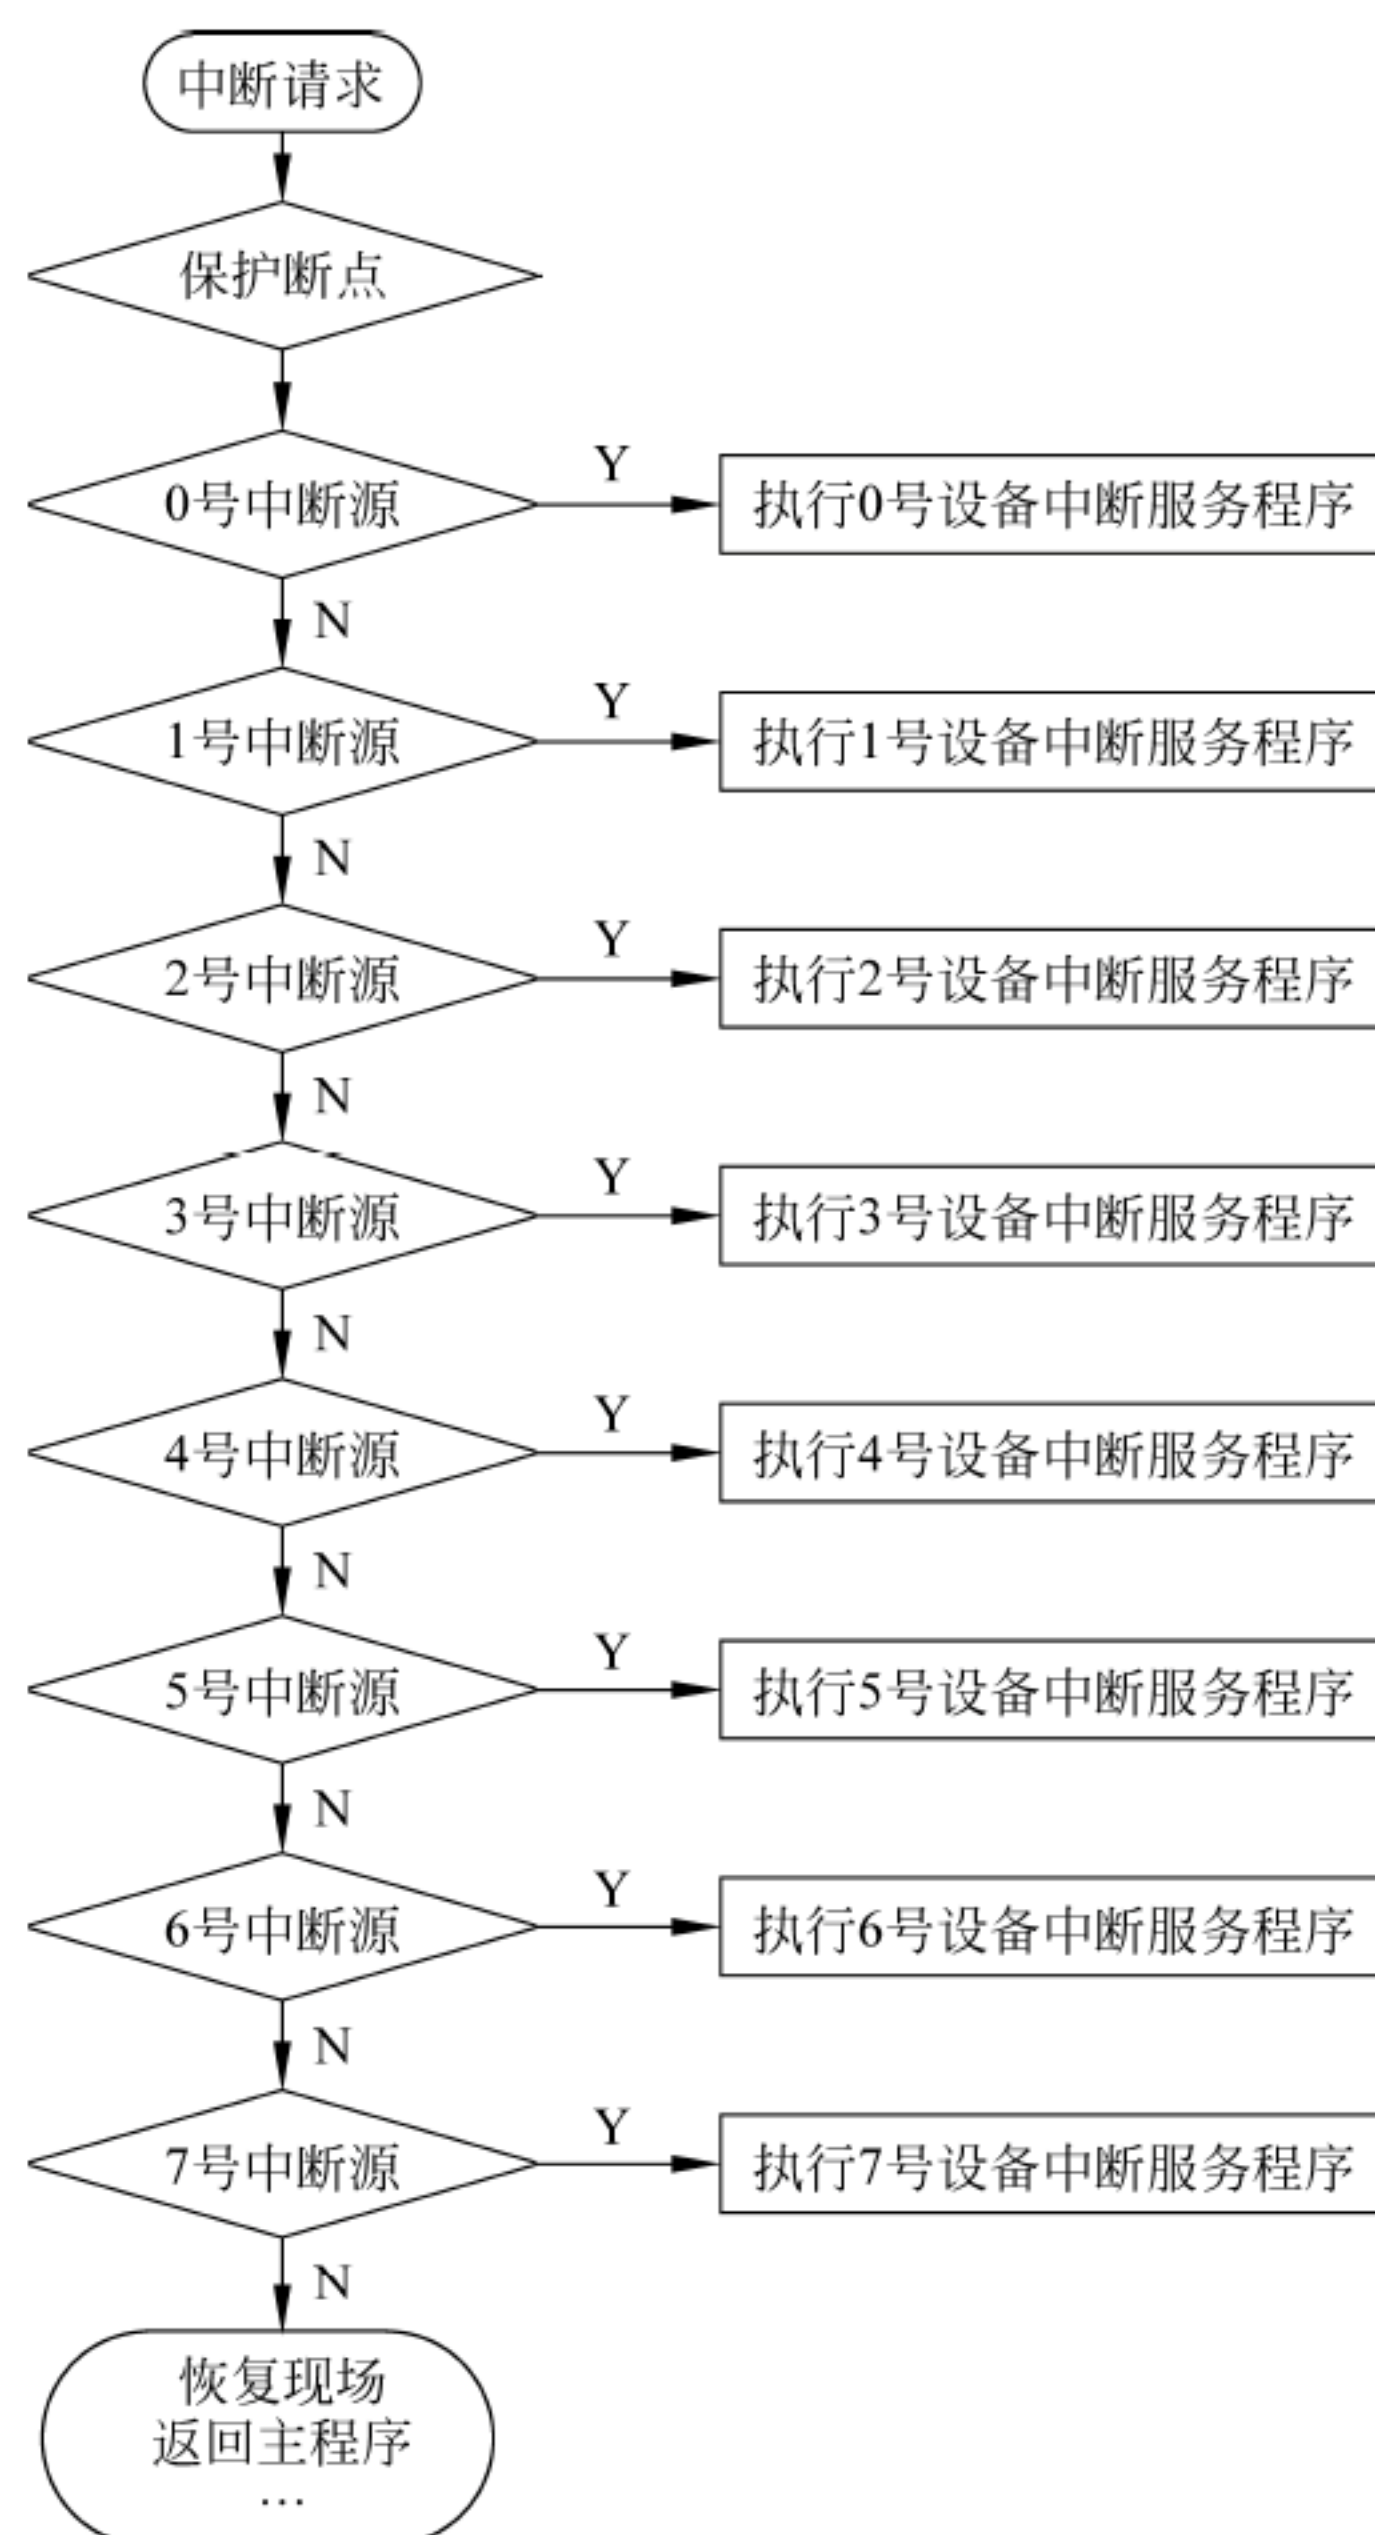 中断请求
保护断点
0号中断源
Y
执行0号设备中断服务程序
N
1号中断源
Y
执行1号设备中断服务程序
N
2号中断源
Y
执行2号设备中断服务程序
N
3号中断源
Y
执行3号设备中断服务程序
N
4号中断源
Y
执行4号设备中断服务程序
N
5号中断源
Y
执行5号设备中断服务程序
N
6号中断源
Y
执行6号设备中断服务程序
N
7号中断源
Y
执行7号设备中断服务程序
N
恢复现场
返回主程序
…